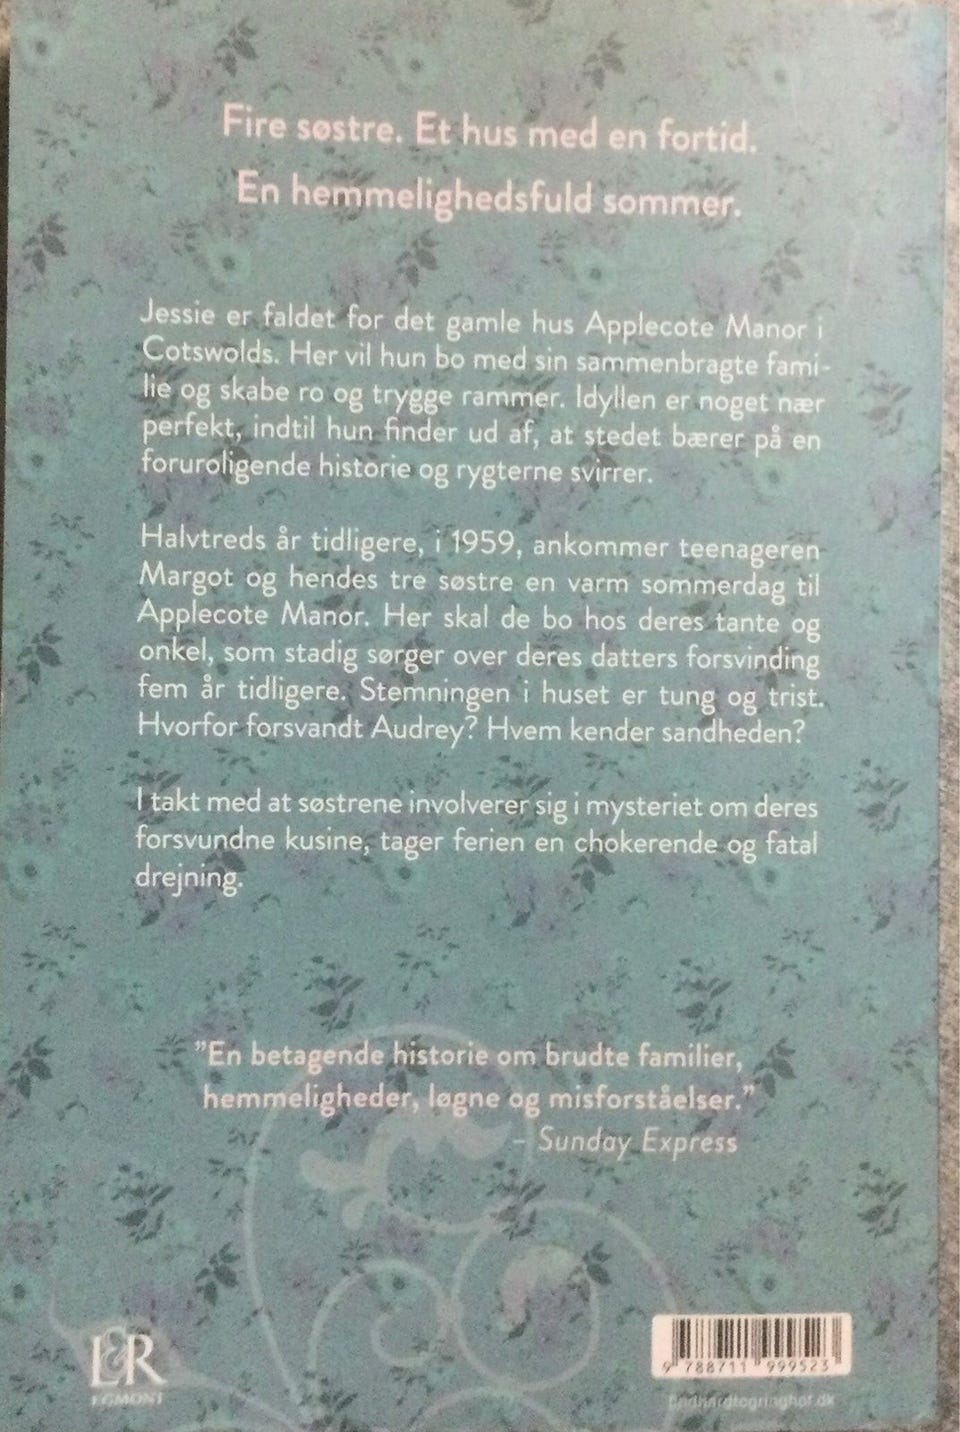 Fire søstre. Et hus med en fortid.
En hemmelighedsfuld sommer.
Jessie er faldet for det gamle hus Applecote Manor i
Cotswolds. Her vil hun bo med sin sammenbragte fami-
lie og skabe ro og trygge rammer. Idyllen er noget nær
perfekt, indtil hun finder ud af, at stedet bærer på en
foruroligende historie og rygterne svirrer.
Halvtreds år tidligere, i 1959, ankommer teenageren
Margot og hendes tre søstre en varm sommerdag til
Applecote Manor. Her skal de bo hos deres tante og
onkel, som stadig sørger over deres datters forsvinding
fem år tidligere. Stemningen i huset er tung og trist.
Hvorfor forsvandt Audrey? Hvem kender sandheden?
I takt med at søstrene involverer sig i mysteriet om deres
forsvundne kusine, tager ferien en chokerende og fatal
drejning.
”En betagende historie om brudte familier,
hemmeligheder, løgne og misforståelser.”
– Sunday Express
L&R
EGMONT
9 788711 999523
lindhardtogringhof.dk